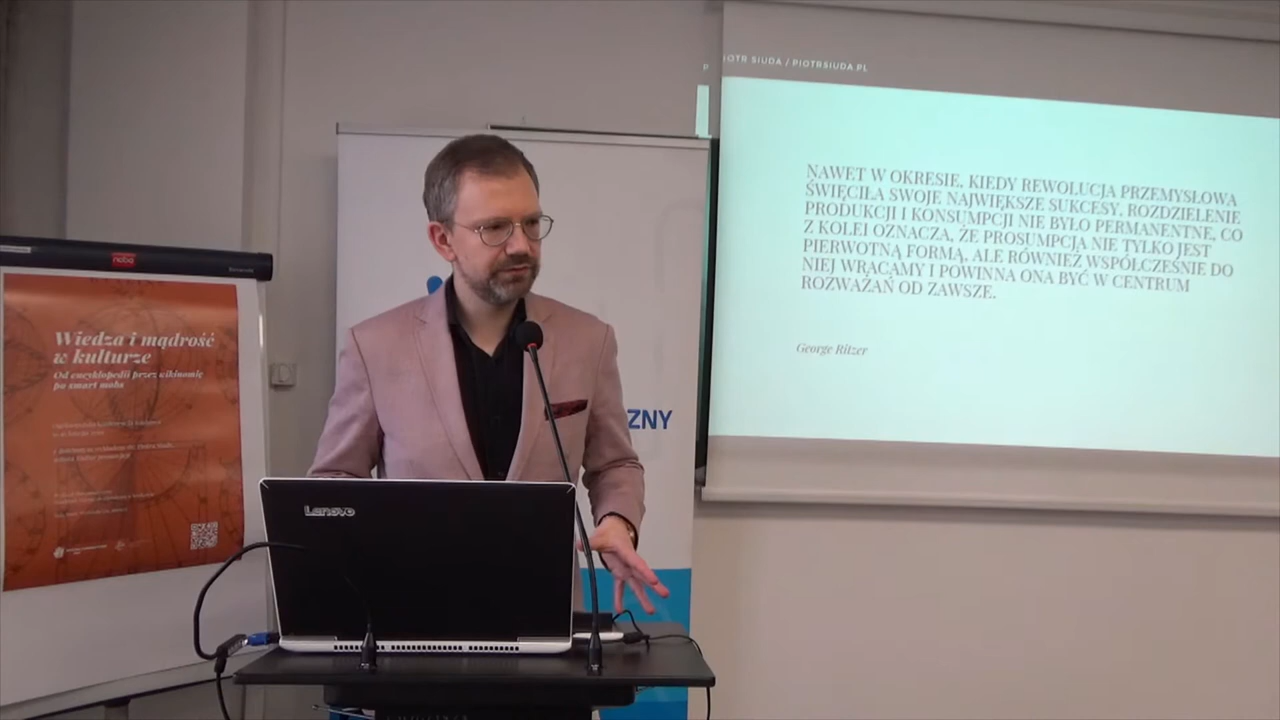 nobo
Wiedza i mądrość
w kulturze
Od encyklopedii przez wikinomię
po smart mobs
Lenovo
ZNY
PIOTR SIUDA / PIOTRSIUDA.PL
NAWET W OKRESIE, KIEDY REWOLUCJA PRZEMYSŁOWA
ŚWIĘCIŁA SWOJE NAJWIĘKSZE SUKCESY, ROZDZIELENIE
PRODUKCJI I KONSUMPCJI NIE BYŁO PERMANENTNE, CO
Z KOLEI OZNACZA, ŻE PROSUMPCJA NIE TYLKO JEST
PIERWOTNĄ FORMĄ, ALE RÓWNIEŻ WSPÓŁCZEŚNIE DO
NIEJ WRACAMY I POWINNA ONA BYĆ W CENTRUM
ROZWAŻAŃ OD ZAWSZE.
George Ritzer